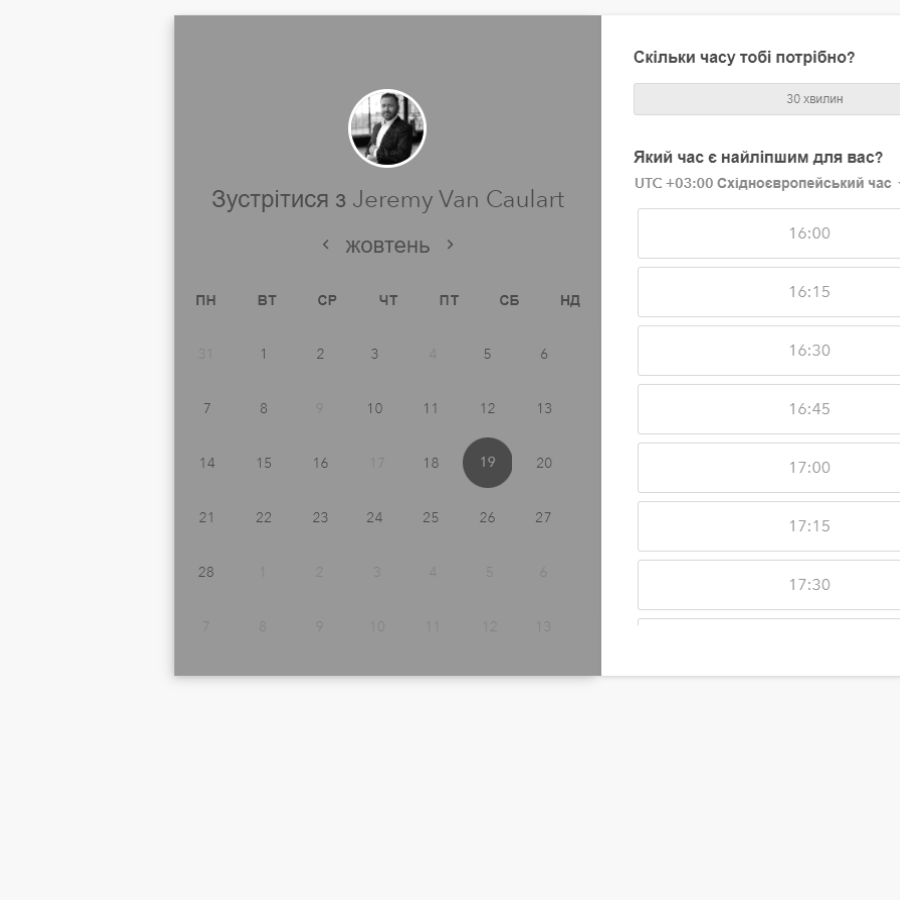 Зустрітися з Jeremy Van Caulart
жовтень
ПН ВТ СР ЧТ ПТ СБ НД
31 1 2 3 4 5 6
7 8 9 10 11 12 13
14 15 16 17 18 19 20
21 22 23 24 25 26 27
28 1 2 3 4 5 6
7 8 9 10 11 12 13
Скільки часу тобі потрібно?
30 хвилин
Який час є найліпшим для вас?
UTC +03:00 Східноєвропейський час
16:00
16:15
16:30
16:45
17:00
17:15
17:30